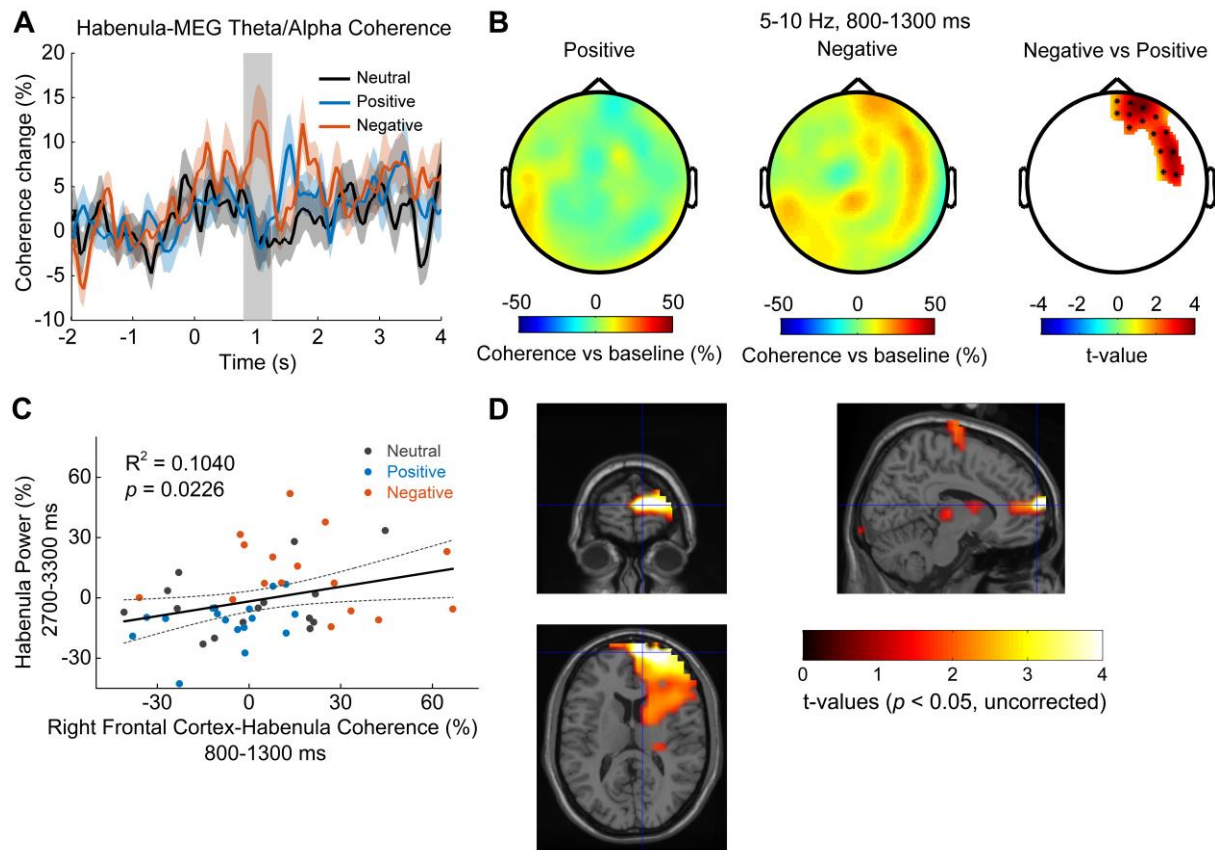 A
Habenula-MEG Theta/Alpha Coherence
Coherence change (%)
20
15
10
5
0
-5
-10
-2
-1
0
1
2
3
4
Time (s)
Neutral
Positive
Negative
B
5-10 Hz, 800-1300 ms
Positive
Negative
Negative vs Positive
-50
0
50
Coherence vs baseline (%)
-50
0
50
Coherence vs baseline (%)
-4
-2
0
2
4
t-value
C
R² = 0.1040
p = 0.0226
Neutral
Positive
Negative
Habenula Power (%)
2700-3300 ms
60
30
0
-30
-30
0
30
60
Right Frontal Cortex-Habenula Coherence (%)
800-1300 ms
D
0
1
2
3
4
t-values (p < 0.05, uncorrected)